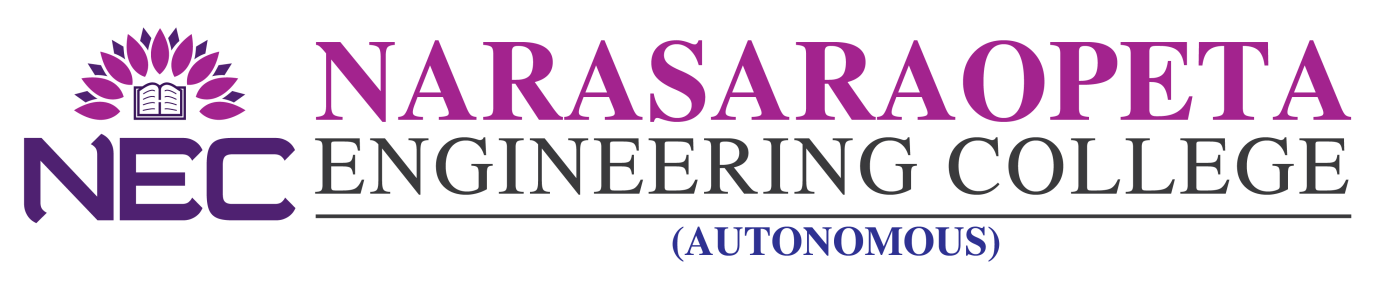 NEC
NARASARAOPETA
ENGINEERING COLLEGE
(AUTONOMOUS)